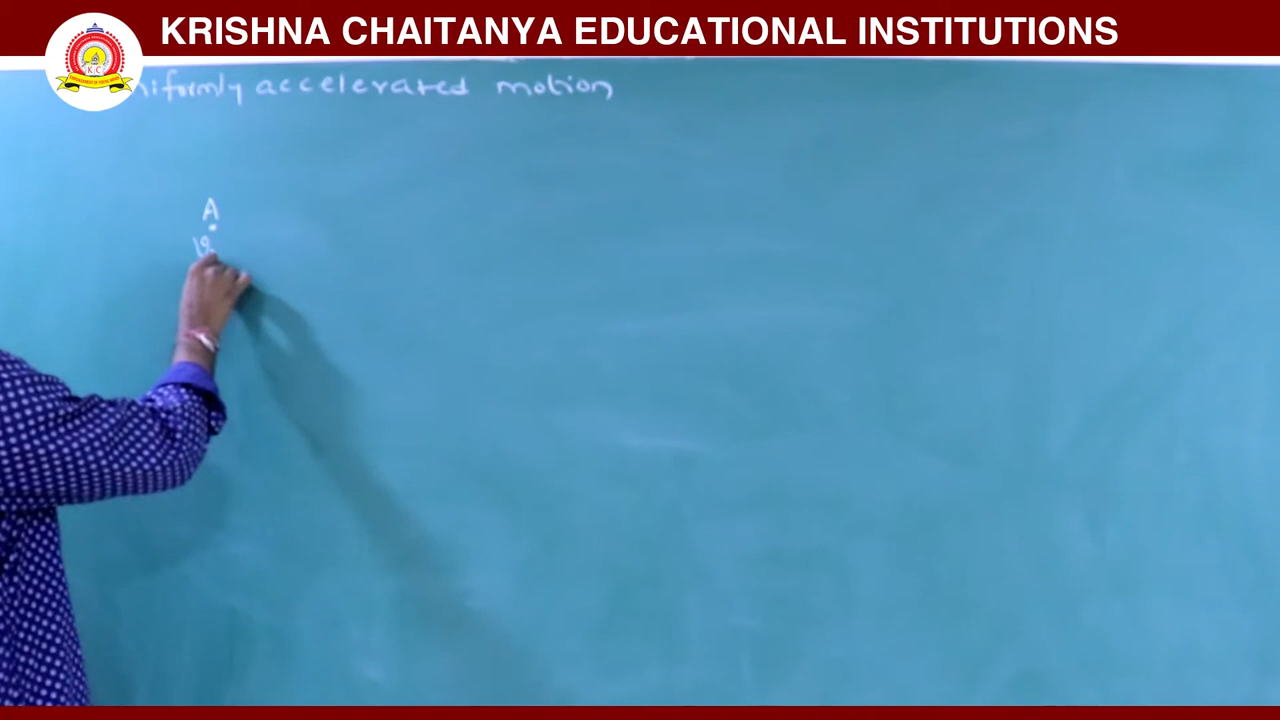 KRISHNA CHAITANYA EDUCATIONAL INSTITUTIONS
K C
niformly accelerated motion
A
v